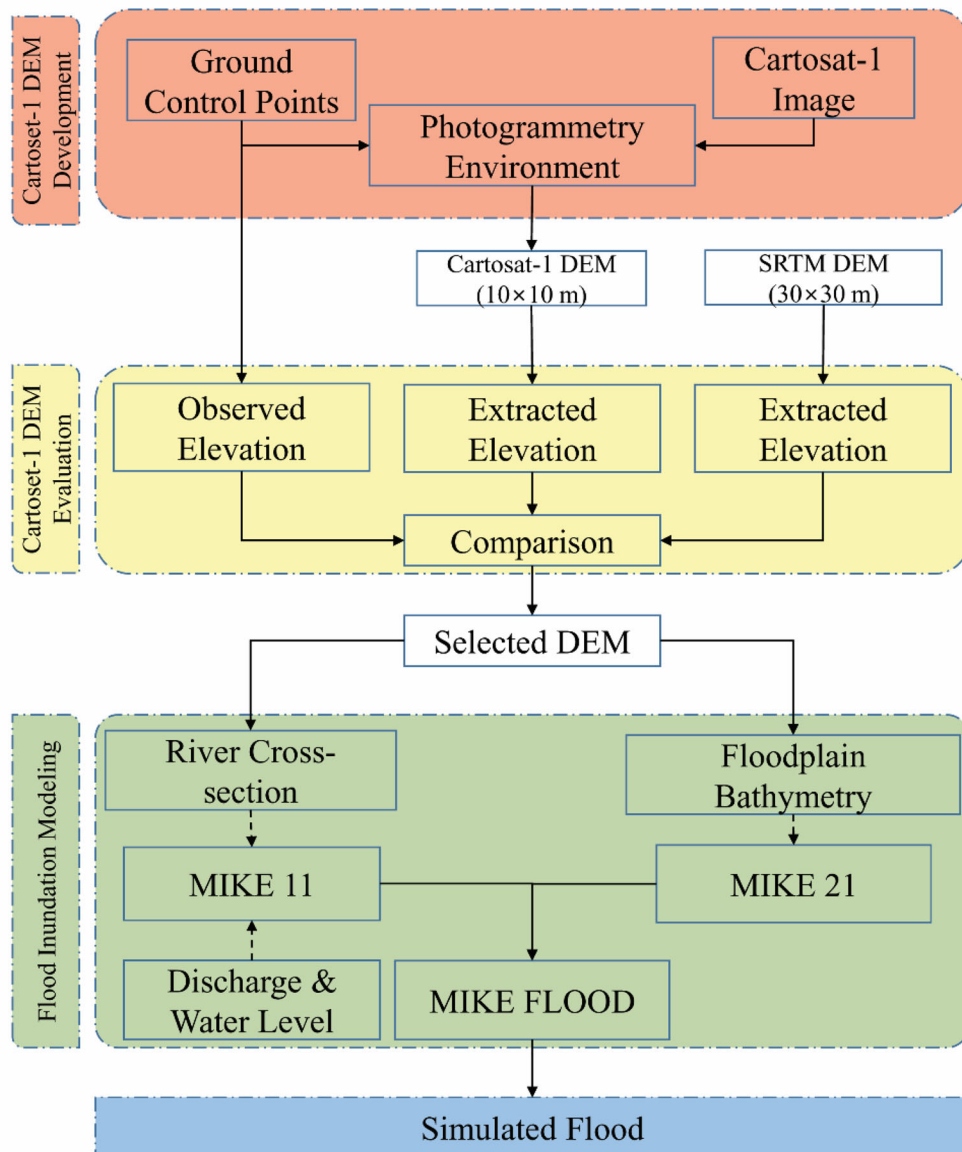 Cartoset-1 DEM
Development
Ground
Control Points
Cartosat-1
Image
Photogrammetry
Environment
Cartosat-1 DEM
(10×10 m)
SRTM DEM
(30×30 m)
Cartoset-1 DEM
Evaluation
Observed
Elevation
Extracted
Elevation
Extracted
Elevation
Comparison
Selected DEM
Flood Inundation Modeling
River Cross-
section
Floodplain
Bathymetry
MIKE 11
MIKE 21
Discharge &
Water Level
MIKE FLOOD
Simulated Flood